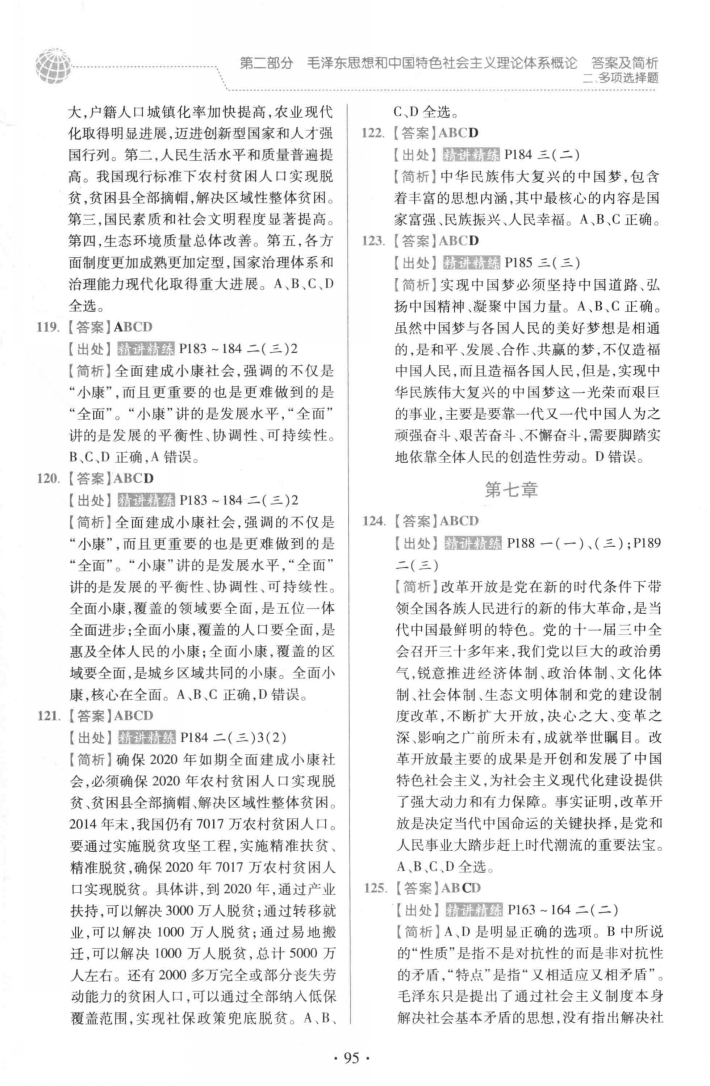 第二部分 毛泽东思想和中国特色社会主义理论体系概论 答案及简析
二、多项选择题
大,户籍人口城镇化率加快提高,农业现代
化取得明显进展,迈进创新型国家和人才强
国行列。第二,人民生活水平和质量普遍提
高。我国现行标准下农村贫困人口实现脱
贫,贫困县全部摘帽,解决区域性整体贫困。
第三,国民素质和社会文明程度显著提高。
第四,生态环境质量总体改善。第五,各方
面制度更加成熟更加定型,国家治理体系和
治理能力现代化取得重大进展。A、B、C、D
全选。
119.【答案】ABCD
【出处】精讲精练 P183~184 二(三)2
【简析】全面建成小康社会,强调的不仅是
“小康”,而且更重要的也是更难做到的是
“全面”。“小康”讲的是发展水平,“全面”
讲的是发展的平衡性、协调性、可持续性。
B、C、D 正确,A 错误。
120.【答案】ABCD
【出处】精讲精练 P183~184 二(三)2
【简析】全面建成小康社会,强调的不仅是
“小康”,而且更重要的也是更难做到的是
“全面”。“小康”讲的是发展水平,“全面”
讲的是发展的平衡性、协调性、可持续性。
全面小康,覆盖的领域要全面,是五位一体
全面进步;全面小康,覆盖的人口要全面,是
惠及全体人民的小康;全面小康,覆盖的区
域要全面,是城乡区域共同的小康。全面小
康,核心在全面。A、B、C 正确,D 错误。
121.【答案】ABCD
【出处】精讲精练 P184 二(三)3(2)
【简析】确保 2020 年如期全面建成小康社
会,必须确保 2020 年农村贫困人口实现脱
贫、贫困县全部摘帽、解决区域性整体贫困。
2014 年末,我国仍有 7017 万农村贫困人口。
要通过实施脱贫攻坚工程,实施精准扶贫、
精准脱贫,确保 2020 年 7017 万农村贫困人
口实现脱贫。具体讲,到 2020 年,通过产业
扶持,可以解决 3000 万人脱贫;通过转移就
业,可以解决 1000 万人脱贫;通过易地搬
迁,可以解决 1000 万人脱贫,总计 5000 万
人左右。还有 2000 多万完全或部分丧失劳
动能力的贫困人口,可以通过全部纳入低保
覆盖范围,实现社保政策兜底脱贫。A、B、
C、D 全选。
122.【答案】ABCD
【出处】精讲精练 P184 三(二)
【简析】中华民族伟大复兴的中国梦,包含
着丰富的思想内涵,其中最核心的内容是国
家富强、民族振兴、人民幸福。A、B、C 正确。
123.【答案】ABCD
【出处】精讲精练 P185 三(三)
【简析】实现中国梦必须坚持中国道路、弘
扬中国精神、凝聚中国力量。A、B、C 正确。
虽然中国梦与各国人民的美好梦想是相通
的,是和平、发展、合作、共赢的梦,不仅造福
中国人民,而且造福各国人民,但是,实现中
华民族伟大复兴的中国梦这一光荣而艰巨
的事业,主要是要靠一代又一代中国人为之
顽强奋斗、艰苦奋斗、不懈奋斗,需要脚踏实
地依靠全体人民的创造性劳动。D 错误。
第七章
124.【答案】ABCD
【出处】精讲精练 P188 一(一)、(三);P189
二(三)
【简析】改革开放是党在新的时代条件下带
领全国各族人民进行的新的伟大革命,是当
代中国最鲜明的特色。党的十一届三中全
会召开三十多年来,我们党以巨大的政治勇
气,锐意推进经济体制、政治体制、文化体
制、社会体制、生态文明体制和党的建设制
度改革,不断扩大开放,决心之大、变革之
深、影响之广前所未有,成就举世瞩目。改
革开放最主要的成果是开创和发展了中国
特色社会主义,为社会主义现代化建设提供
了强大动力和有力保障。事实证明,改革开
放是决定当代中国命运的关键抉择,是党和
人民事业大踏步赶上时代潮流的重要法宝。
A、B、C、D 全选。
125.【答案】ABCD
【出处】精讲精练 P163~164 二(二)
【简析】A、D 是明显正确的选项。B 中所说
的“性质”是指不是对抗性的而是非对抗性
的矛盾,“特点”是指“又相适应又相矛盾”。
毛泽东只是提出了通过社会主义制度本身
解决社会基本矛盾的思想,没有指出解决社
· 95 ·